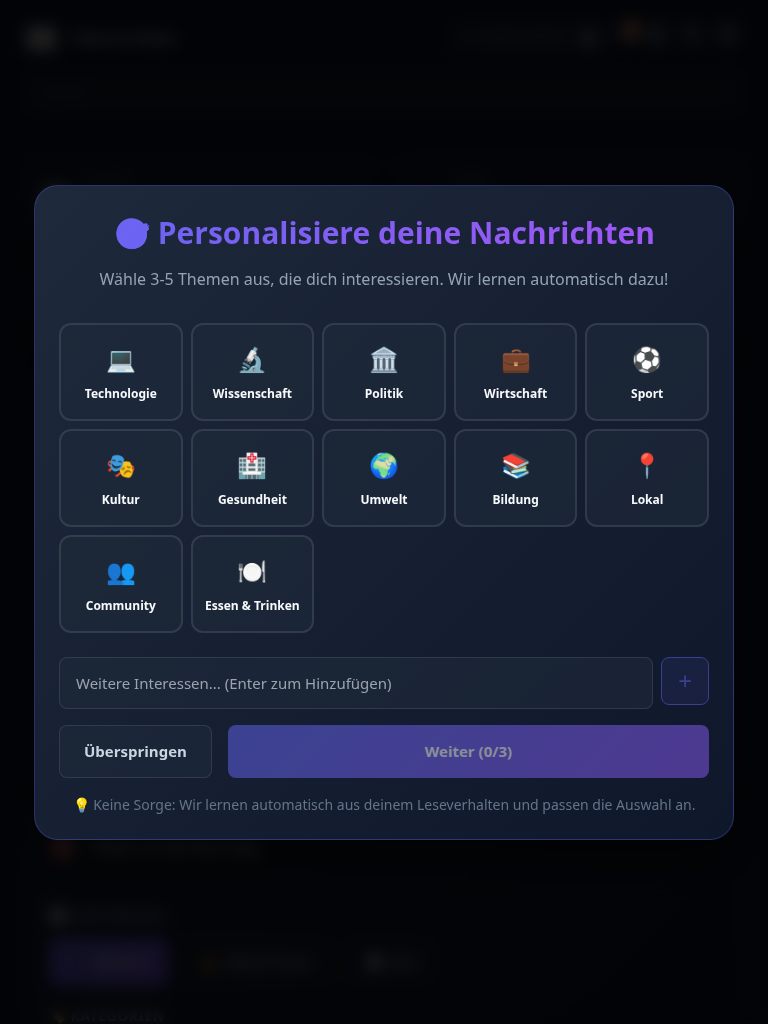 Personalisiere deine Nachrichten
Wähle 3-5 Themen aus, die dich interessieren. Wir lernen automatisch dazu!
Technologie
Wissenschaft
Politik
Wirtschaft
Sport
Kultur
Gesundheit
Umwelt
Bildung
Lokal
Community
Essen & Trinken
Weitere Interessen... (Enter zum Hinzufügen)
+
Überspringen
Weiter (0/3)
Keine Sorge: Wir lernen automatisch aus deinem Leseverhalten und passen die Auswahl an.